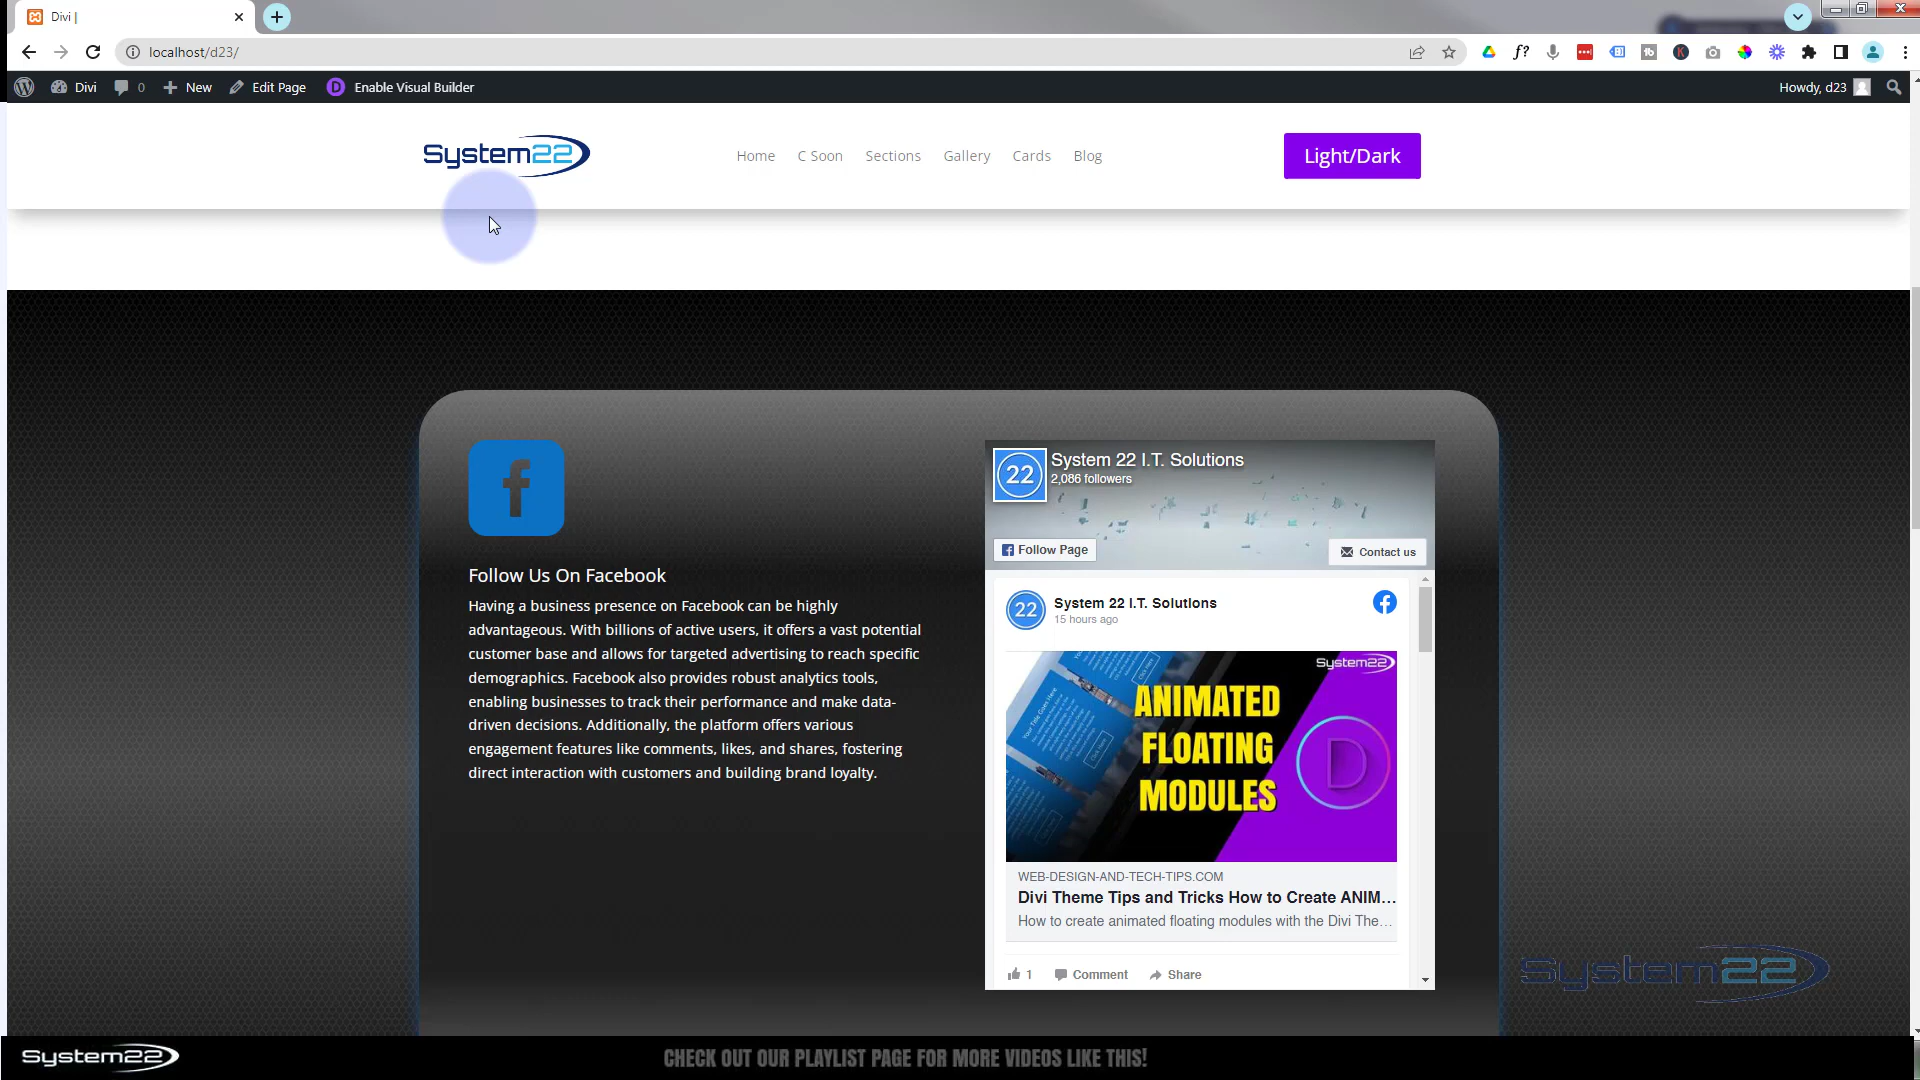 Divi |
localhost/d23/
Divi
0
New
Edit Page
Enable Visual Builder
Howdy, d23
System22
Home
C Soon
Sections
Gallery
Cards
Blog
Light/Dark
Follow Us On Facebook
Having a business presence on Facebook can be highly
advantageous. With billions of active users, it offers a vast potential
customer base and allows for targeted advertising to reach specific
demographics. Facebook also provides robust analytics tools,
enabling businesses to track their performance and make data-
driven decisions. Additionally, the platform offers various
engagement features like comments, likes, and shares, fostering
direct interaction with customers and building brand loyalty.
22
System 22 I.T. Solutions
2,086 followers
Follow Page
Contact us
22
System 22 I.T. Solutions
15 hours ago
System22
ANIMATED
FLOATING
MODULES
D
WEB-DESIGN-AND-TECH-TIPS.COM
Divi Theme Tips and Tricks How to Create ANIM...
How to create animated floating modules with the Divi The...
1
Comment
Share
System22
System22
CHECK OUT OUR PLAYLIST PAGE FOR MORE VIDEOS LIKE THIS!